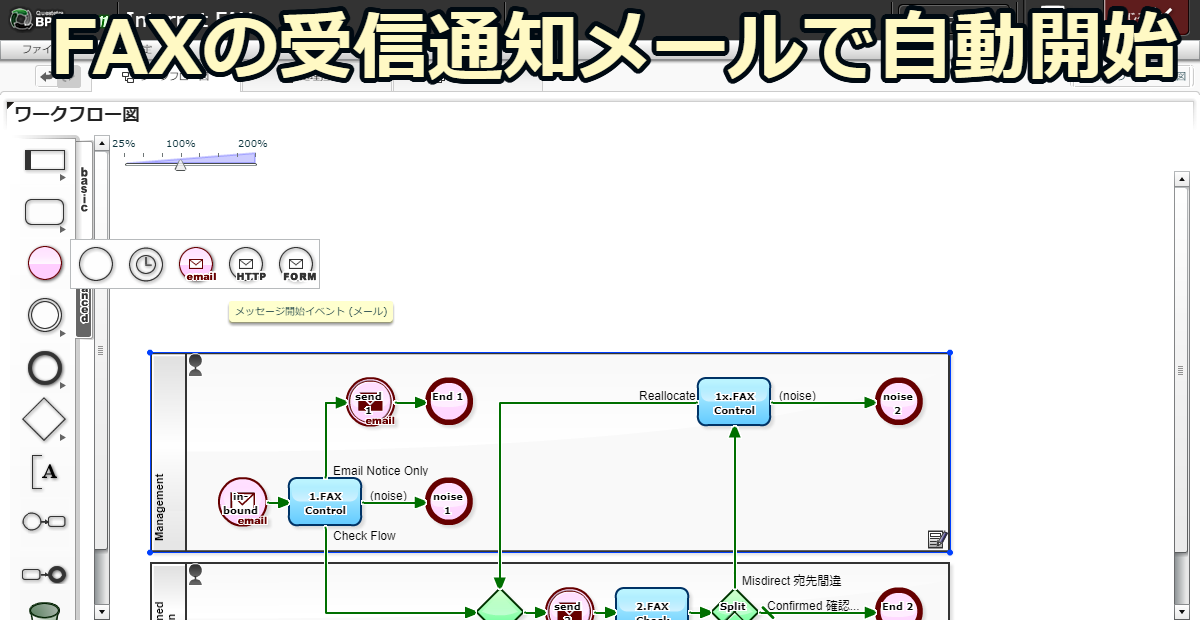 FAXの受信通知メールで自動開始
BP
Internet FAX
ファイ
ワークフロー図
25% 100% 200%
basic
anced
email HTTP FORM
メッセージ開始イベント (メール)
Management
send 1 email
End 1
Reallocate
1x.FAX Control
(noise)
noise 2
Email Notice Only
in-bound email
1.FAX Control
(noise)
noise 1
Check Flow
Misdirect 宛先間違
send
2.FAX
Split
Confirmed 確認...
End 2
A